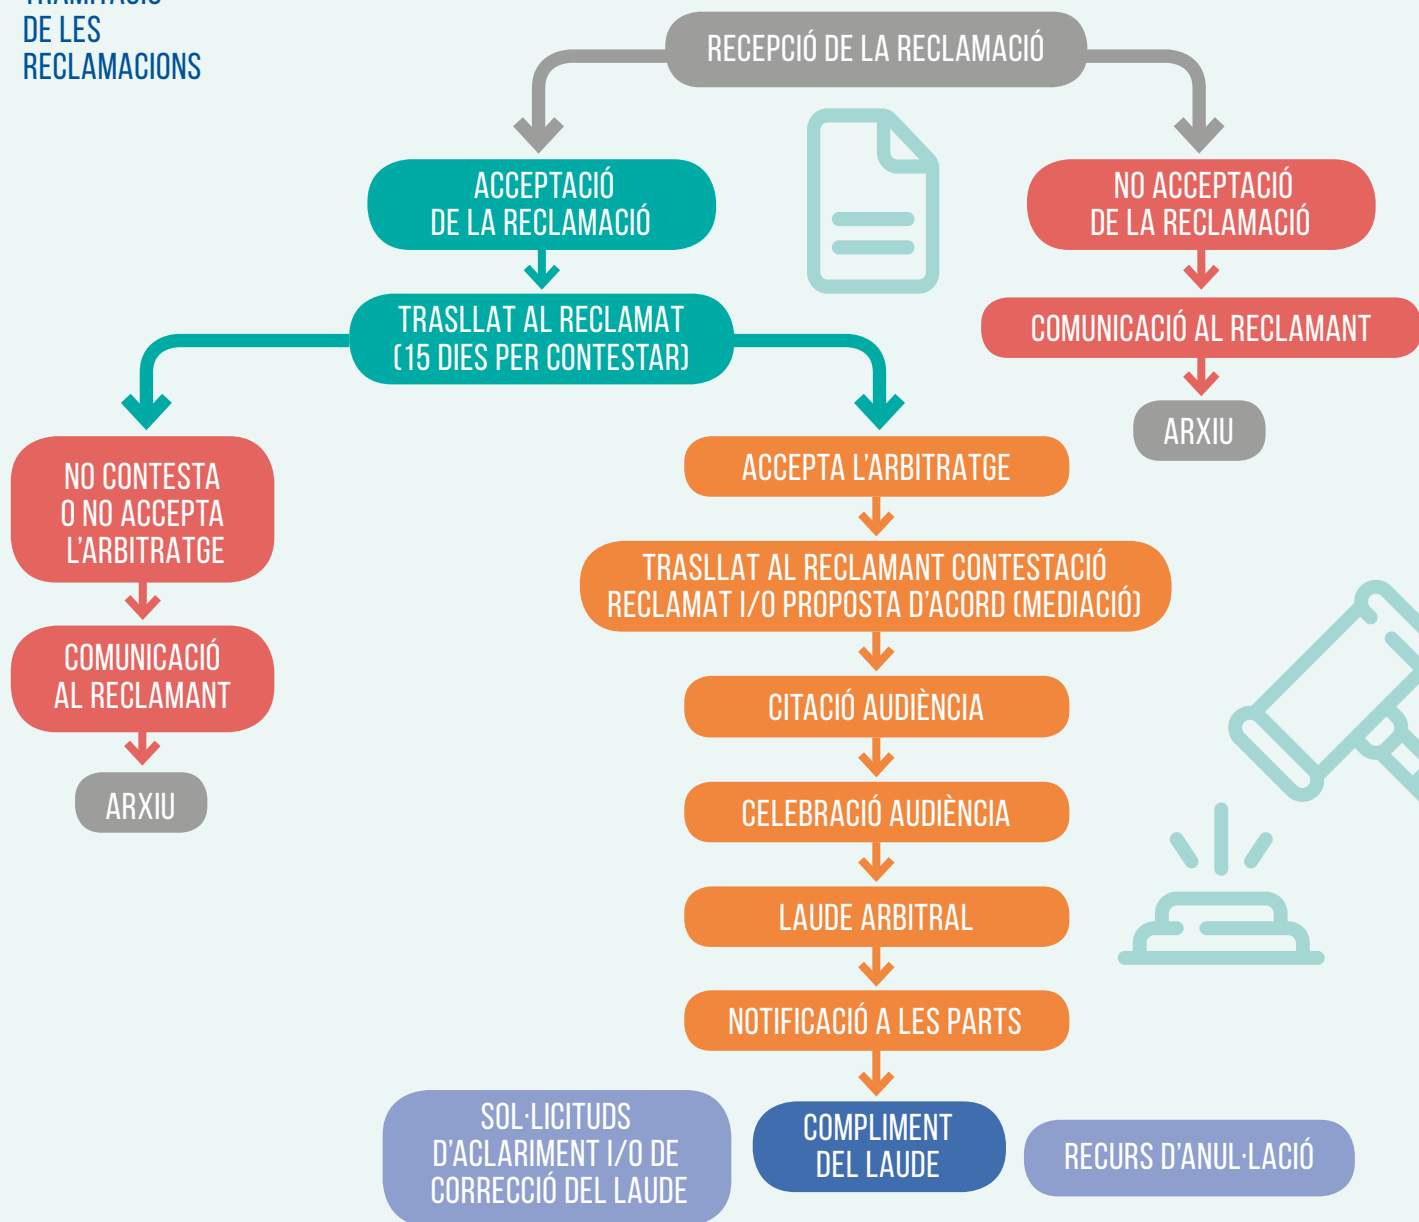 TRAMITACIÓ
DE LES
RECLAMACIONS
RECEPCIÓ DE LA RECLAMACIÓ
ACCEPTACIÓ
DE LA RECLAMACIÓ
NO ACCEPTACIÓ
DE LA RECLAMACIÓ
TRASLLAT AL RECLAMAT
(15 DIES PER CONTESTAR)
COMUNICACIÓ AL RECLAMANT
ARXIU
NO CONTESTA
O NO ACCEPTA
L'ARBITRATGE
ACCEPTA L'ARBITRATGE
TRASLLAT AL RECLAMANT CONTESTACIÓ
RECLAMAT I/O PROPOSTA D'ACORD (MEDIACIÓ)
COMUNICACIÓ
AL RECLAMANT
CITACIÓ AUDIÈNCIA
ARXIU
CELEBRACIÓ AUDIÈNCIA
LAUDE ARBITRAL
NOTIFICACIÓ A LES PARTS
SOL·LICITUDS
D'ACLARIMENT I/O DE
CORRECCIÓ DEL LAUDE
COMPLIMENT
DEL LAUDE
RECURS D'ANUL·LACIÓ